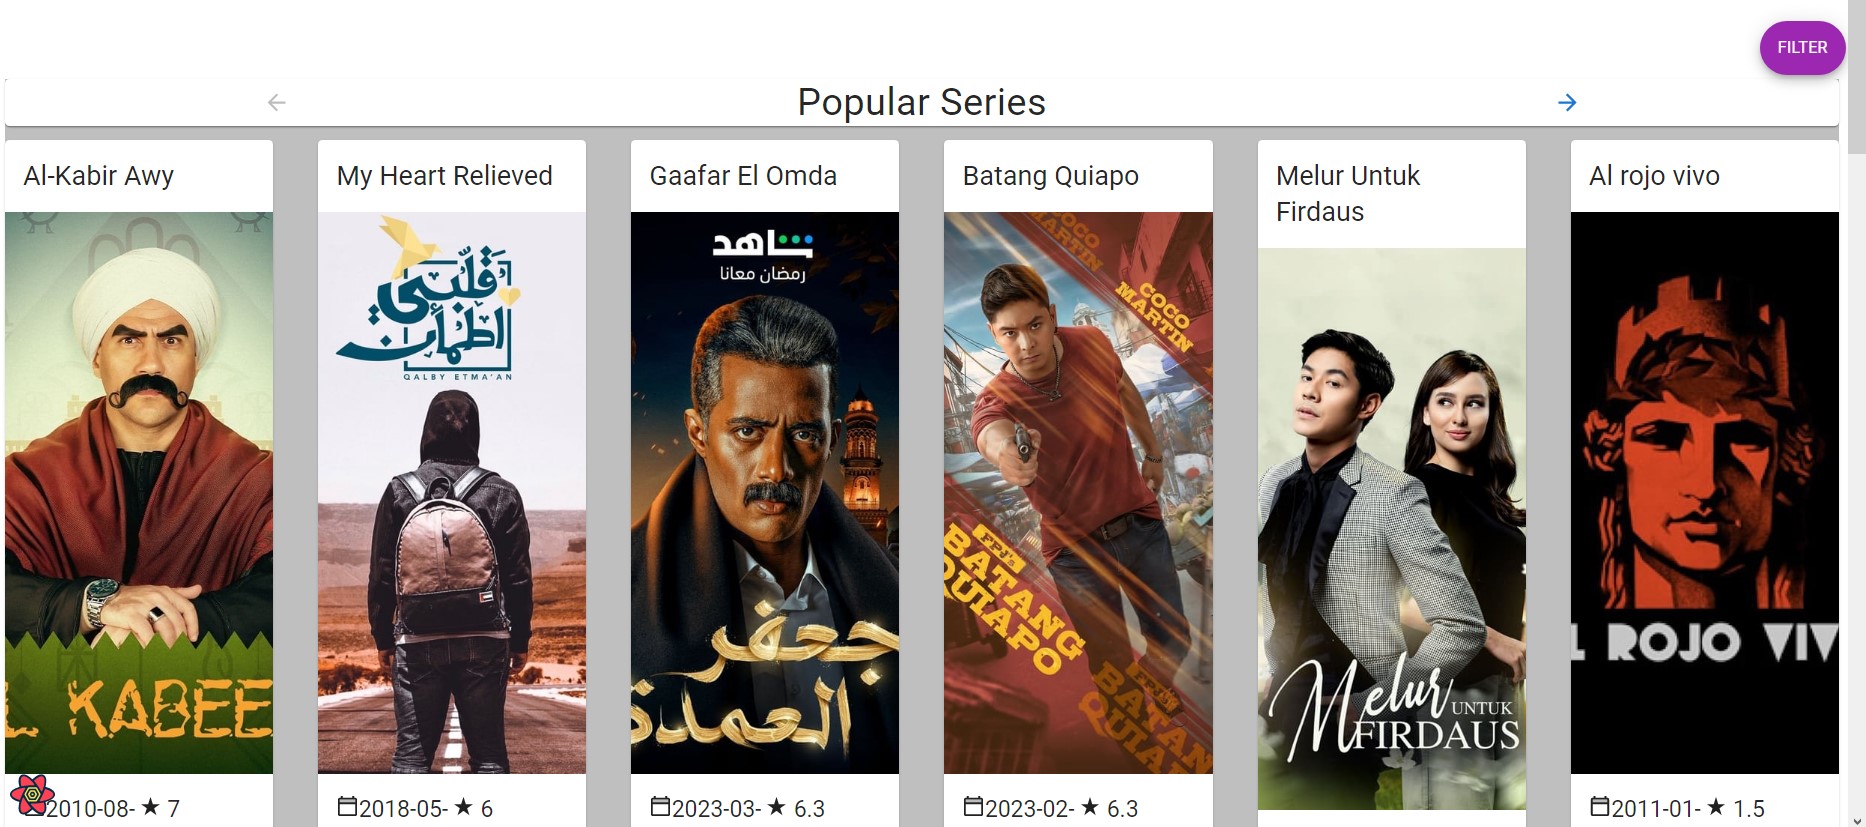 FILTER
Popular Series
Al-Kabir Awy
My Heart Relieved
Gaafar El Omda
Batang Quiapo
Melur Untuk
Firdaus
Al rojo vivo
L KABEE
قلبي
اطمأن
QALBY ETMA'AN
شاهد
رمضان معانا
جعفر
العمدة
COCO
MARTIN
COCO
MARTIN
FPJ's
BATANG
QUIAPO
FPJ's
BATAN
QUIAP
Melur
UNTUK
FIRDAUS
L ROJO VIV
2010-08- ★ 7
2018-05- ★ 6
2023-03- ★ 6.3
2023-02- ★ 6.3
2011-01- ★ 1.5